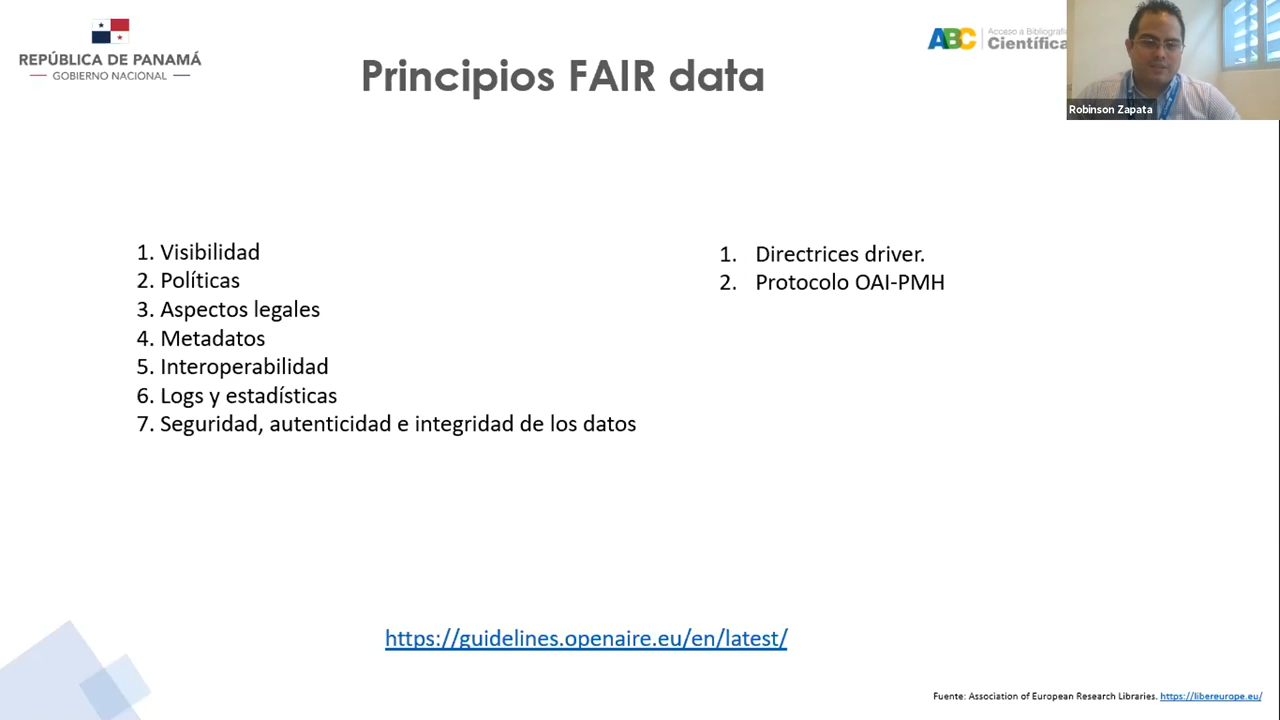 REPÚBLICA DE PANAMÁ
GOBIERNO NACIONAL
Principios FAIR data
ABC
Acceso a Bibliografí
Científica
Robinson Zapata
1. Visibilidad
2. Políticas
3. Aspectos legales
4. Metadatos
5. Interoperabilidad
6. Logs y estadísticas
7. Seguridad, autenticidad e integridad de los datos
1. Directrices driver.
2. Protocolo OAI-PMH
https://guidelines.openaire.eu/en/latest/
Fuente: Association of European Research Libraries. https://libereurope.eu/